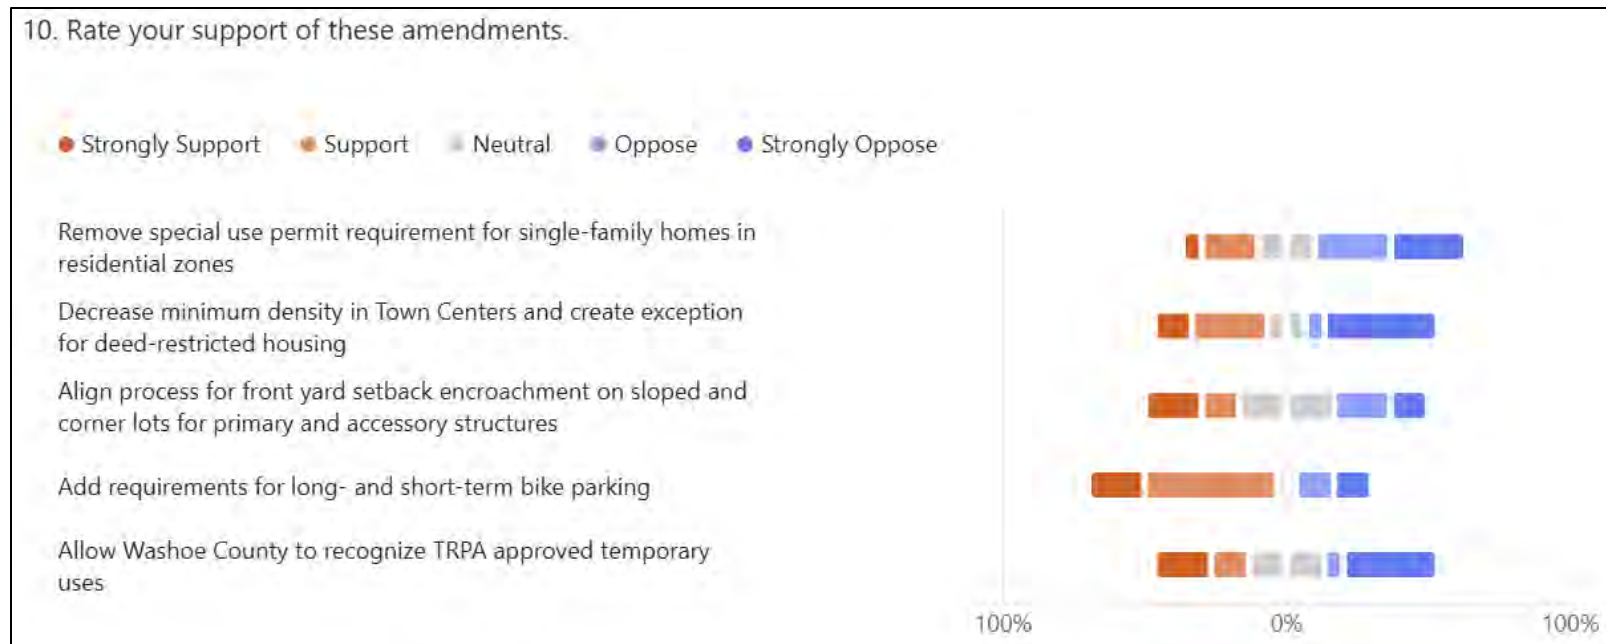 10. Rate your support of these amendments.
Strongly Support Support Neutral Oppose Strongly Oppose
Remove special use permit requirement for single-family homes in
residential zones
Decrease minimum density in Town Centers and create exception
for deed-restricted housing
Align process for front yard setback encroachment on sloped and
corner lots for primary and accessory structures
Add requirements for long- and short-term bike parking
Allow Washoe County to recognize TRPA approved temporary
uses
100% 0% 100%